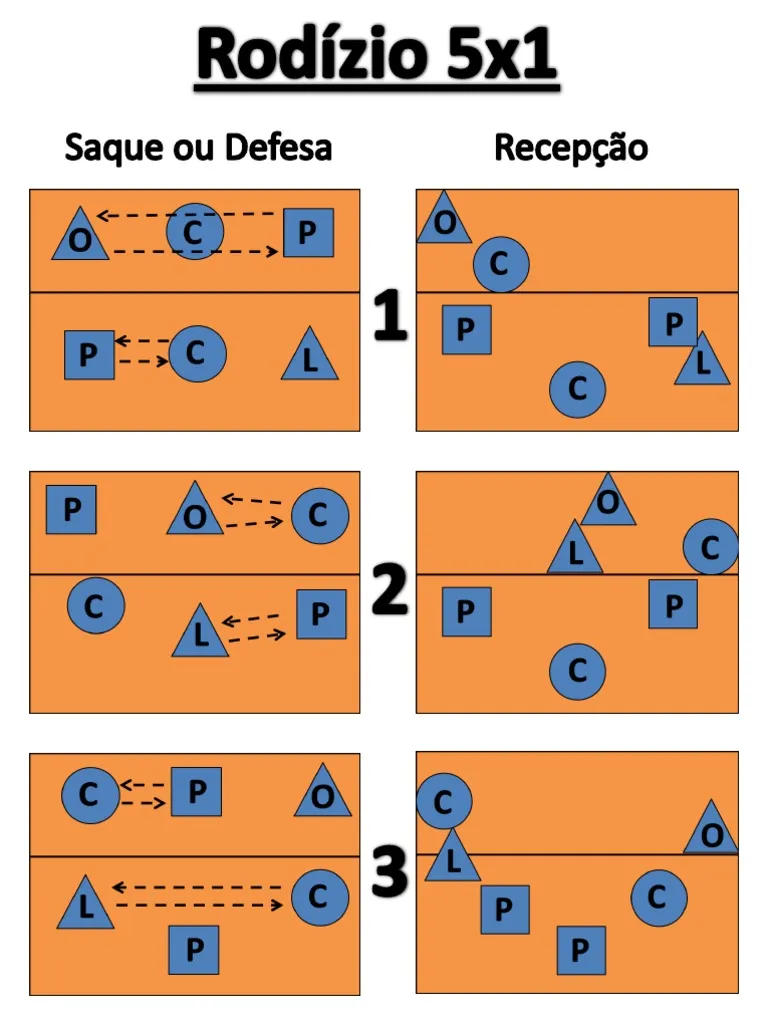 Rodízio 5x1
Saque ou Defesa
Recepção
O C P
P C L
1
O
C
P P
L
C
P O C
C L P
2
O
L C
P P
C
C P O
L C
P
3
C
O
L
P C
P